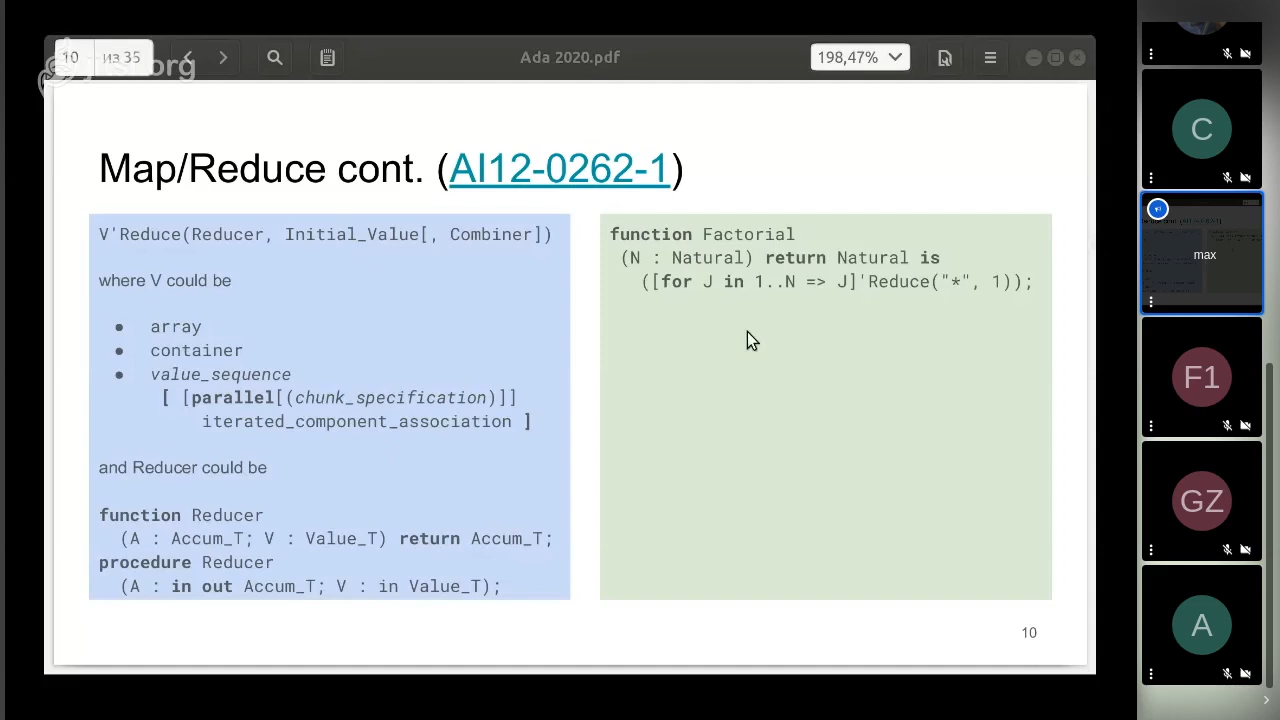 10 из 35
Ada 2020.pdf
198,47%
Map/Reduce cont. (AI12-0262-1)
V'Reduce(Reducer, Initial_Value[, Combiner])
where V could be
● array
● container
● value_sequence
[ [parallel[(chunk_specification)]]
iterated_component_association ]
and Reducer could be
function Reducer
(A : Accum_T; V : Value_T) return Accum_T;
procedure Reducer
(A : in out Accum_T; V : in Value_T);
function Factorial
(N : Natural) return Natural is
([for J in 1..N => J]'Reduce("*", 1));
10
C
max
F1
GZ
A